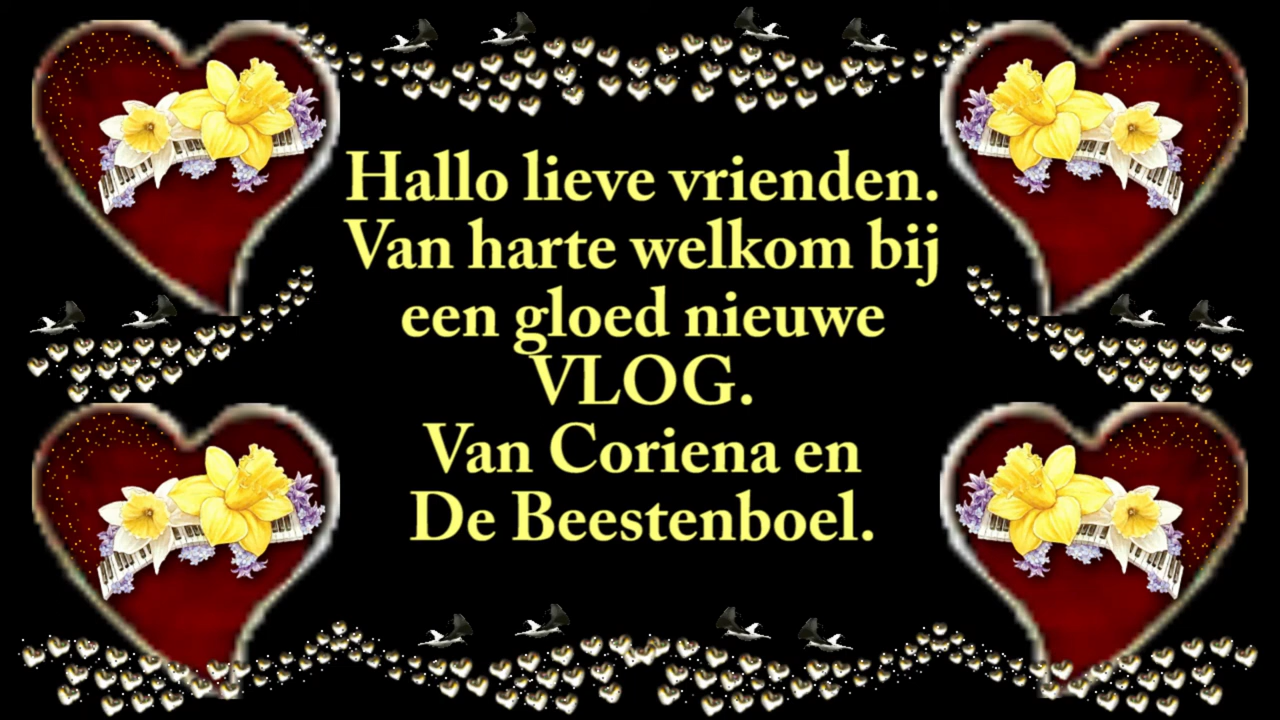 Hallo lieve vrienden.
Van harte welkom bij
een gloed nieuwe
VLOG.
Van Coriena en
De Beestenboel.